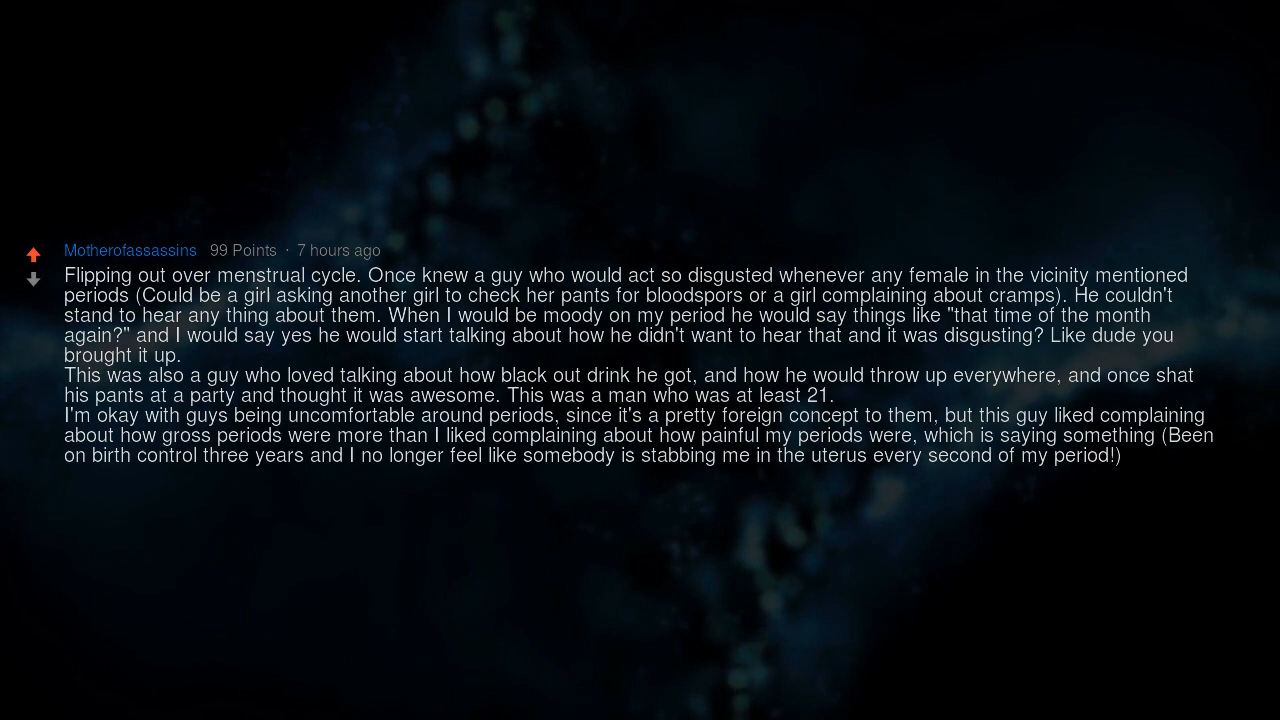 Motherofassassins 99 Points · 7 hours ago
Flipping out over menstrual cycle. Once knew a guy who would act so disgusted whenever any female in the vicinity mentioned
periods (Could be a girl asking another girl to check her pants for bloodspors or a girl complaining about cramps). He couldn't
stand to hear any thing about them. When I would be moody on my period he would say things like "that time of the month
again?" and I would say yes he would start talking about how he didn't want to hear that and it was disgusting? Like dude you
brought it up.
This was also a guy who loved talking about how black out drink he got, and how he would throw up everywhere, and once shat
his pants at a party and thought it was awesome. This was a man who was at least 21.
I'm okay with guys being uncomfortable around periods, since it's a pretty foreign concept to them, but this guy liked complaining
about how gross periods were more than I liked complaining about how painful my periods were, which is saying something (Been
on birth control three years and I no longer feel like somebody is stabbing me in the uterus every second of my period!)